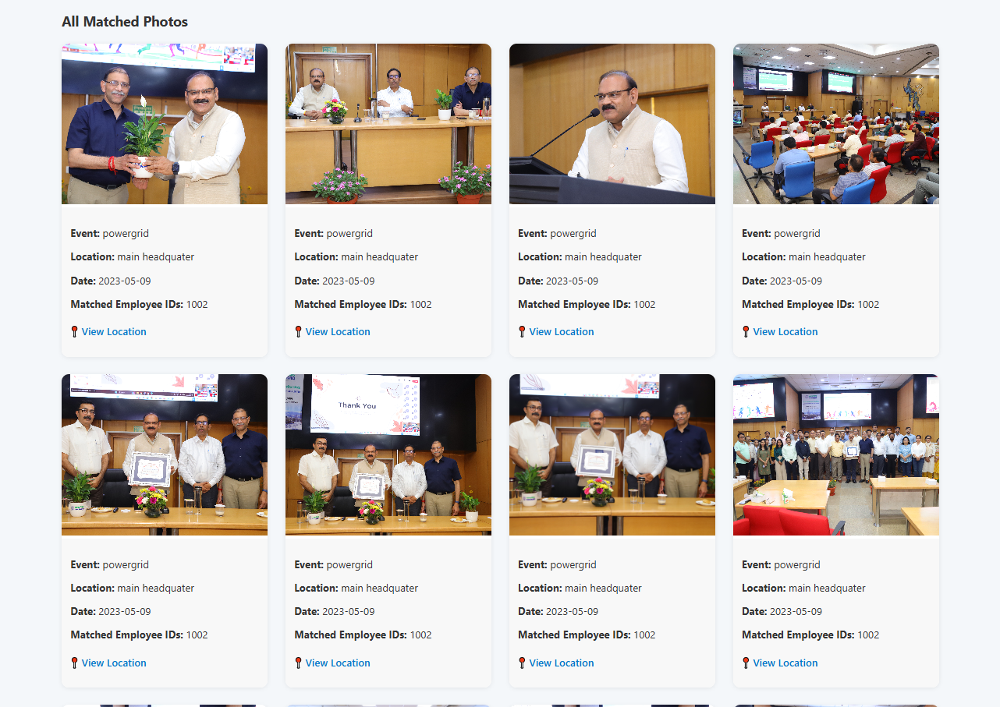 All Matched Photos
Event: powergrid
Location: main headquater
Date: 2023-05-09
Matched Employee IDs: 1002
View Location
Event: powergrid
Location: main headquater
Date: 2023-05-09
Matched Employee IDs: 1002
View Location
Event: powergrid
Location: main headquater
Date: 2023-05-09
Matched Employee IDs: 1002
View Location
Event: powergrid
Location: main headquater
Date: 2023-05-09
Matched Employee IDs: 1002
View Location
Thank You
Event: powergrid
Location: main headquater
Date: 2023-05-09
Matched Employee IDs: 1002
View Location
Event: powergrid
Location: main headquater
Date: 2023-05-09
Matched Employee IDs: 1002
View Location
Event: powergrid
Location: main headquater
Date: 2023-05-09
Matched Employee IDs: 1002
View Location
Event: powergrid
Location: main headquater
Date: 2023-05-09
Matched Employee IDs: 1002
View Location